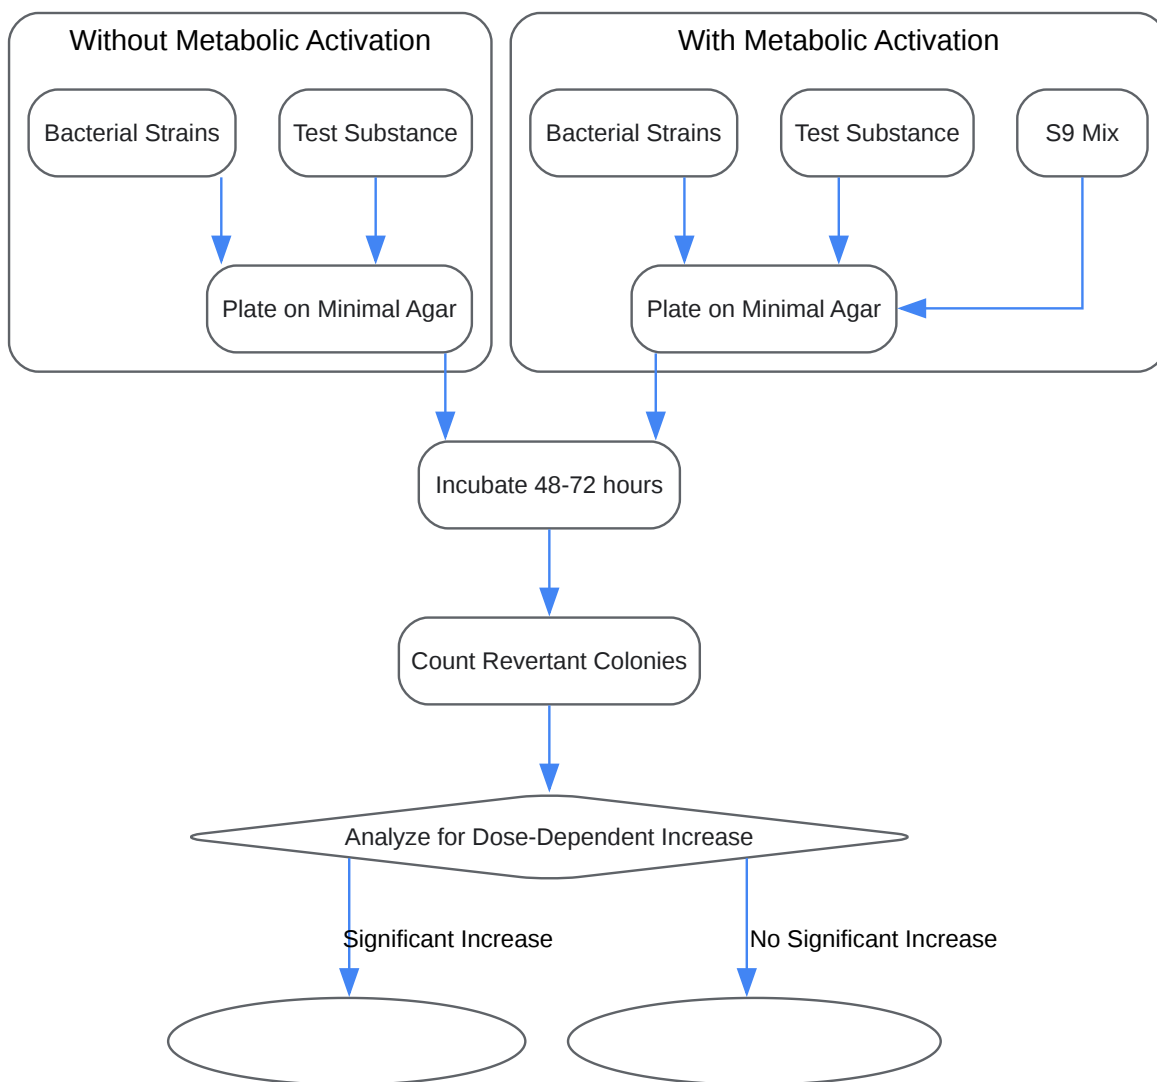 Without Metabolic Activation
With Metabolic Activation
Bacterial Strains
Test Substance
Bacterial Strains
Test Substance
S9 Mix
Plate on Minimal Agar
Plate on Minimal Agar
Incubate 48-72 hours
Count Revertant Colonies
Analyze for Dose-Dependent Increase
Significant Increase
No Significant Increase